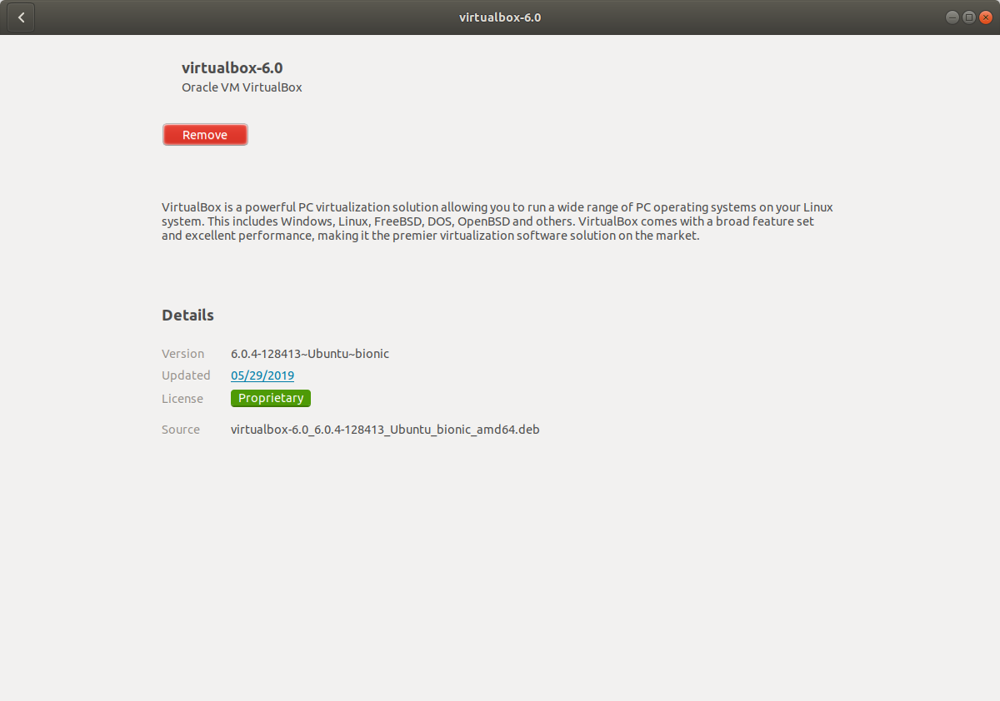 virtualbox-6.0
virtualbox-6.0
Oracle VM VirtualBox
Remove
VirtualBox is a powerful PC virtualization solution allowing you to run a wide range of PC operating systems on your Linux
system. This includes Windows, Linux, FreeBSD, DOS, OpenBSD and others. VirtualBox comes with a broad feature set
and excellent performance, making it the premier virtualization software solution on the market.
Details
Version 6.0.4-128413~Ubuntu~bionic
Updated 05/29/2019
License Proprietary
Source virtualbox-6.0_6.0.4-128413_Ubuntu_bionic_amd64.deb